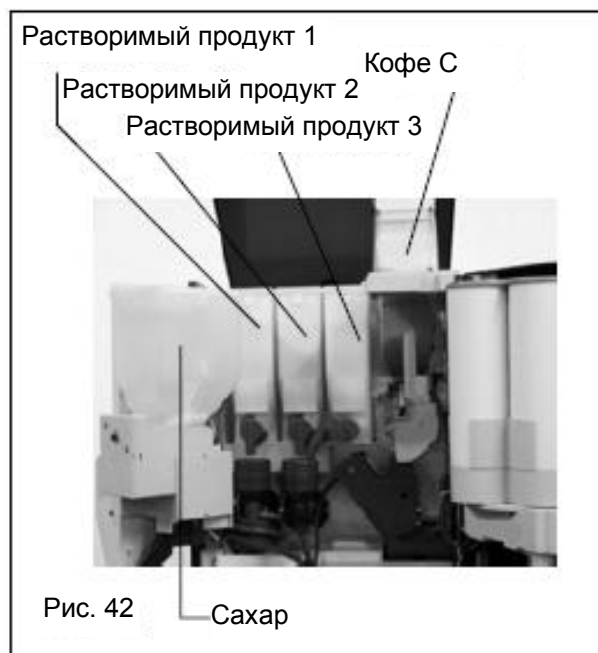 Растворимый продукт 1
Кофе С
Растворимый продукт 2
Растворимый продукт 3
Рис. 42
Сахар